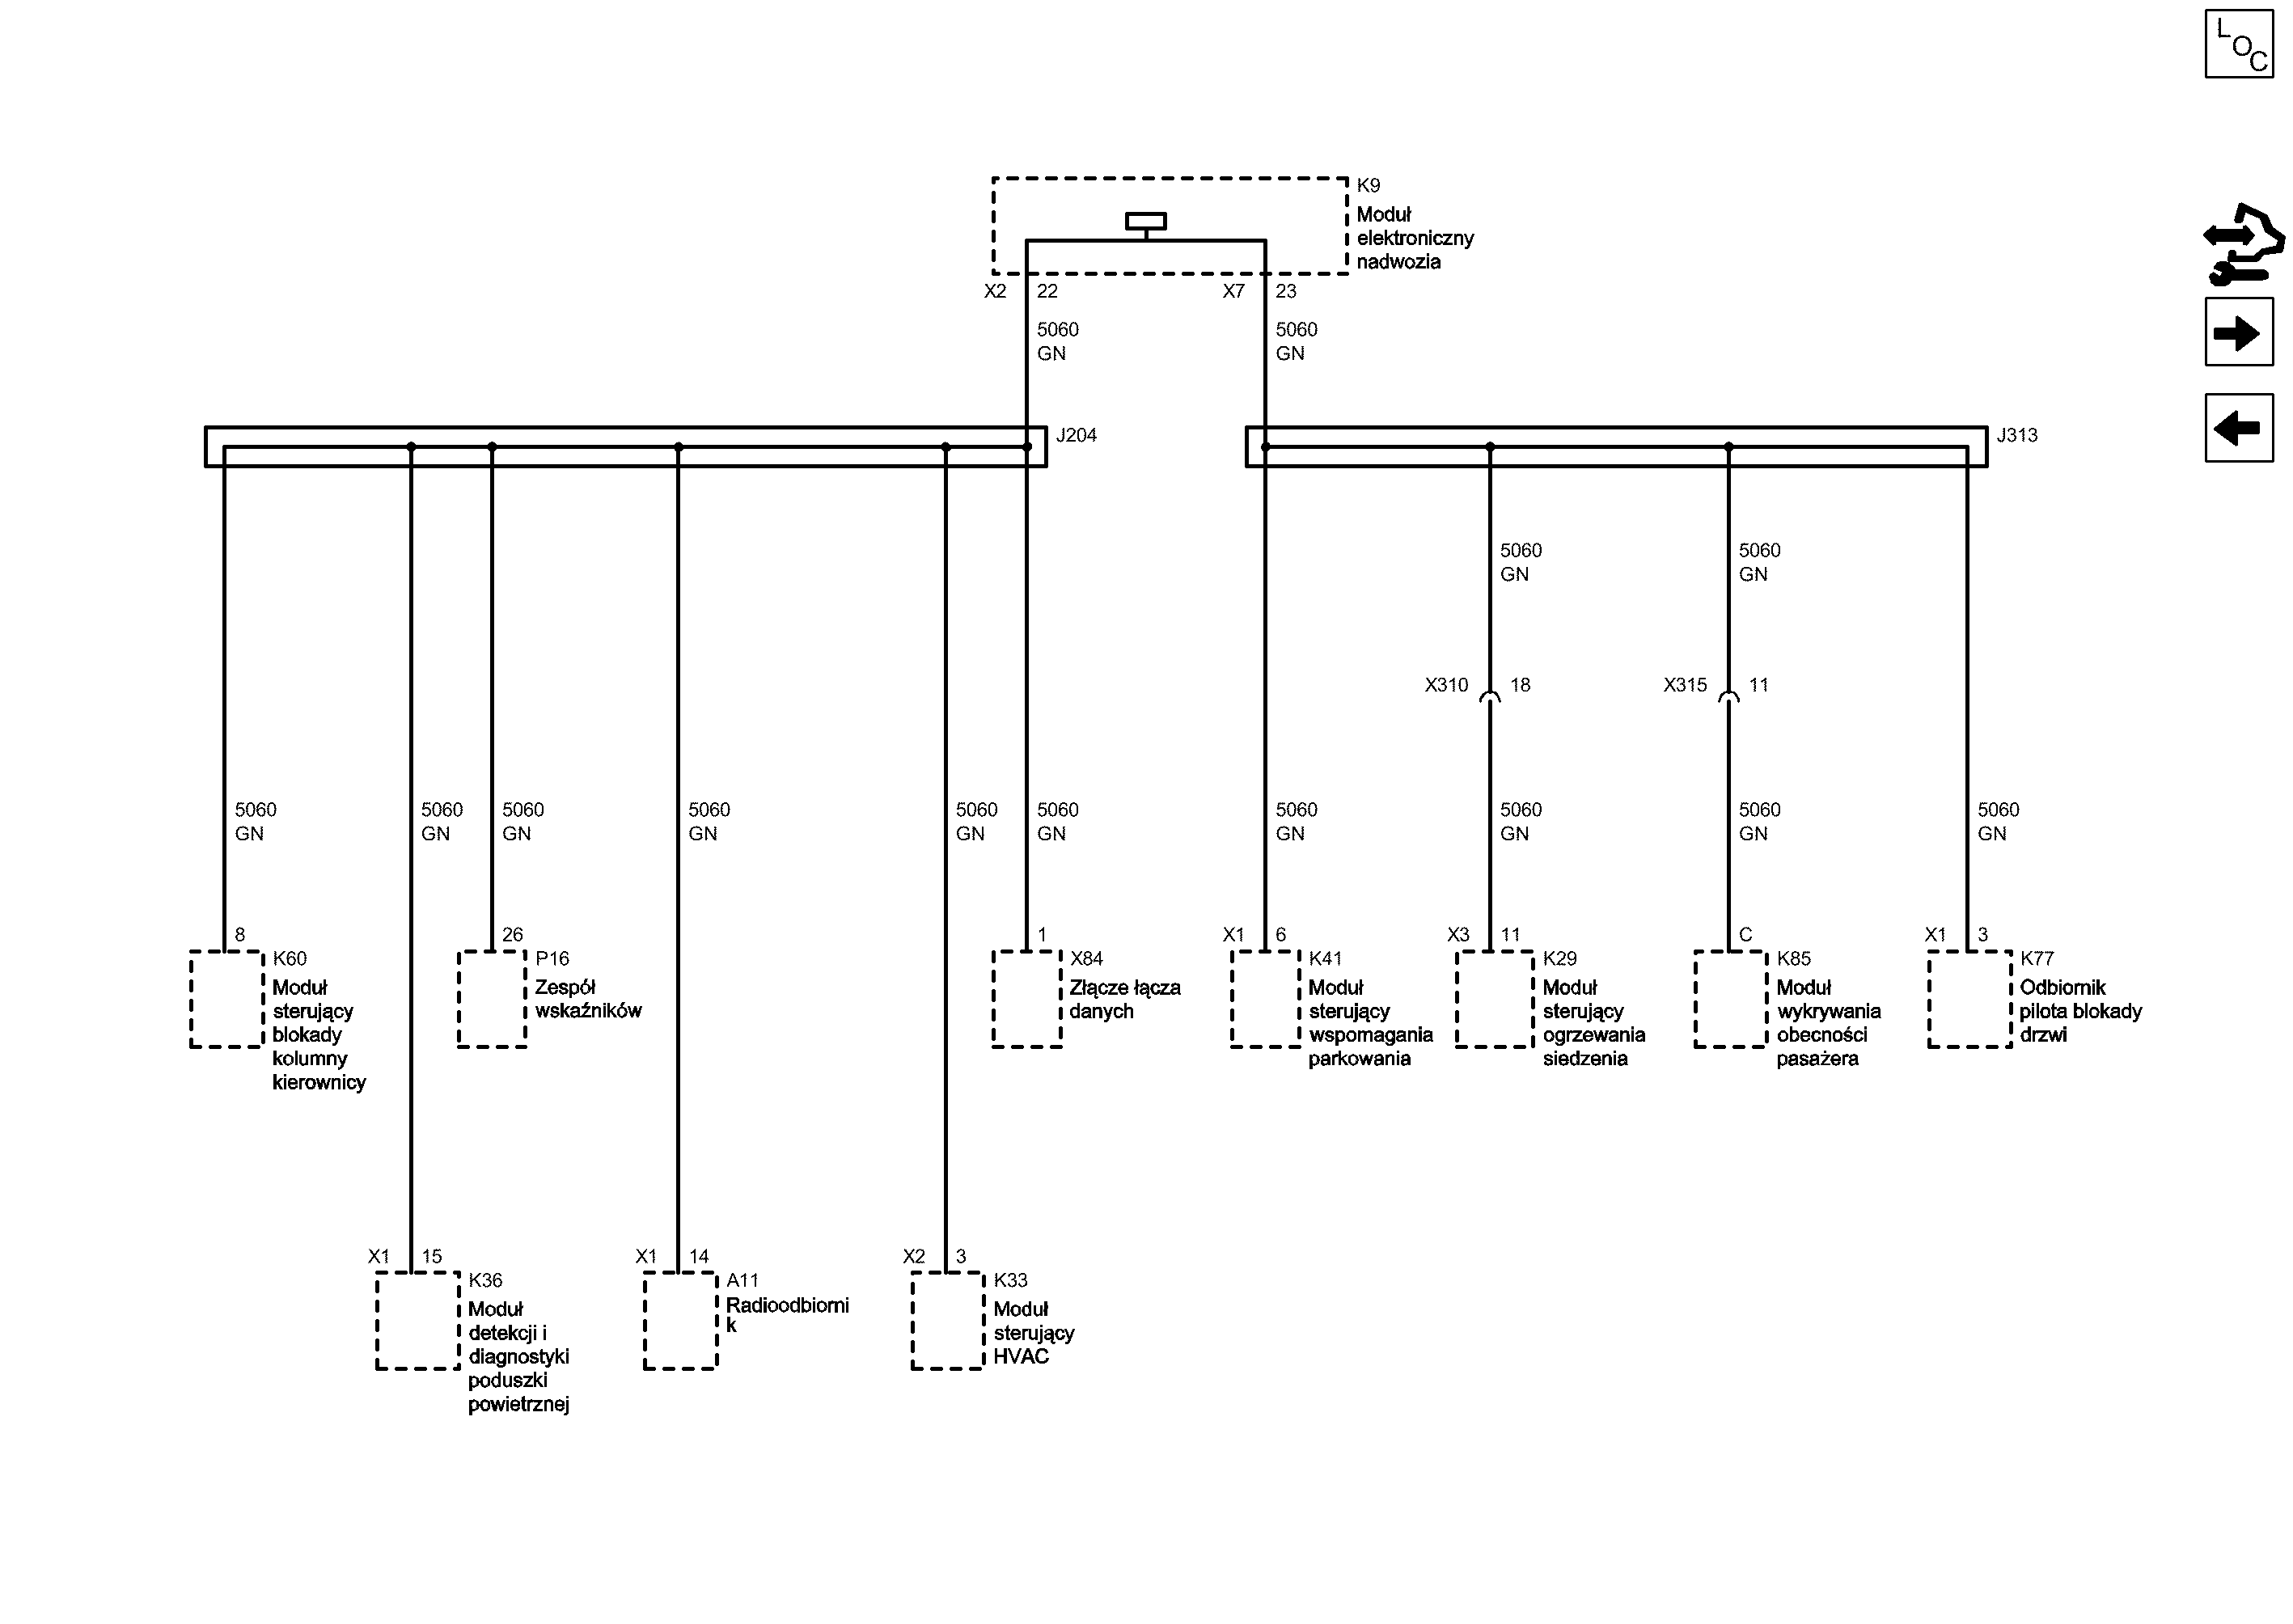 LOC
K9
Moduł
elektroniczny
nadwozia
X2 22
X7 23
5060
GN
5060
GN
J204
J313
5060
GN
5060
GN
X310 18
X315 11
5060
GN
5060
GN
5060
GN
5060
GN
5060
GN
5060
GN
5060
GN
5060
GN
5060
GN
5060
GN
8
K60
Moduł
sterujący
blokady
kolumny
kierownicy
26
P16
Zespół
wskaźników
1
X84
Złącze łącza
danych
X1 6
K41
Moduł
sterujący
wspomagania
parkowania
X3 11
K29
Moduł
sterujący
ogrzewania
siedzenia
C
K85
Moduł
wykrywania
obecności
pasażera
X1 3
K77
Odbiornik
pilota blokady
drzwi
X1 15
K36
Moduł
detekcji i
diagnostyki
poduszki
powietrznej
X1 14
A11
Radioodbiorni
k
X2 3
K33
Moduł
sterujący
HVAC